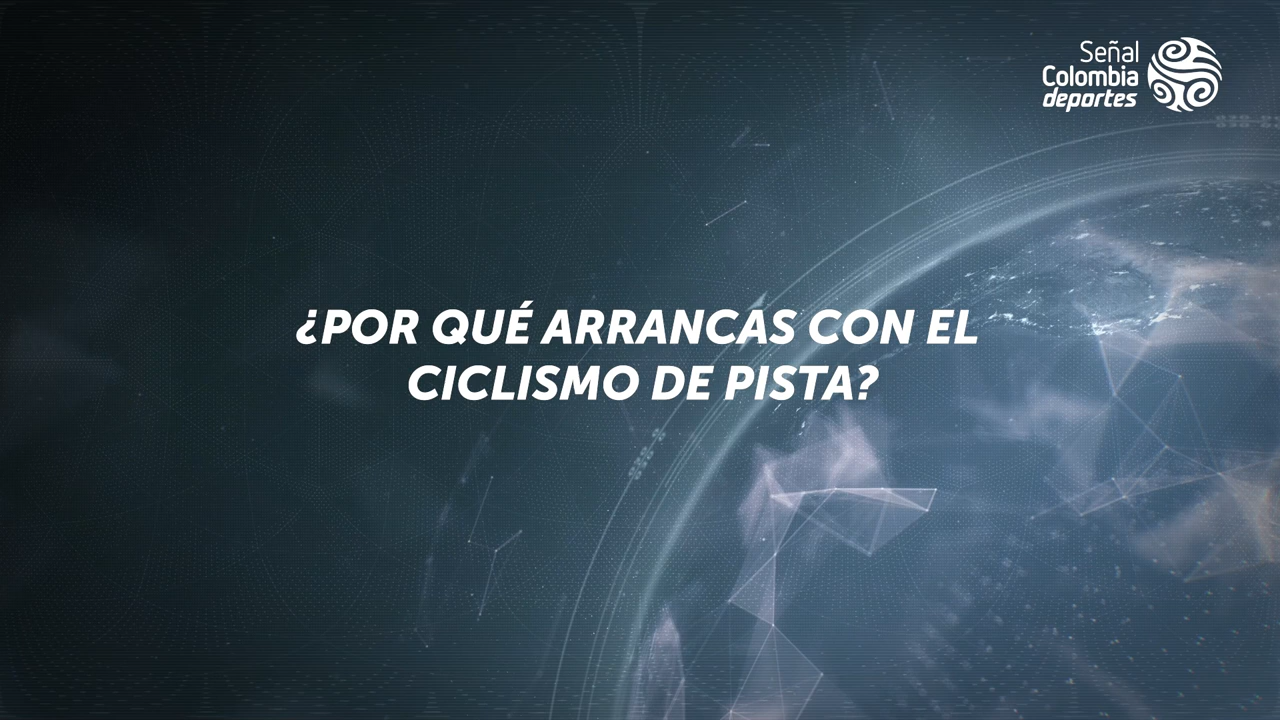 Señal
Colombia
deportes
¿POR QUÉ ARRANCAS CON EL
CICLISMO DE PISTA?